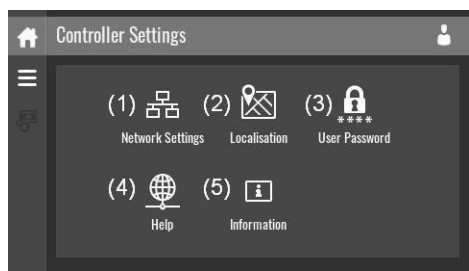 Controller Settings
(1) (2) (3)
****
Network Settings Localisation User Password
(4) (5) i
Help Information